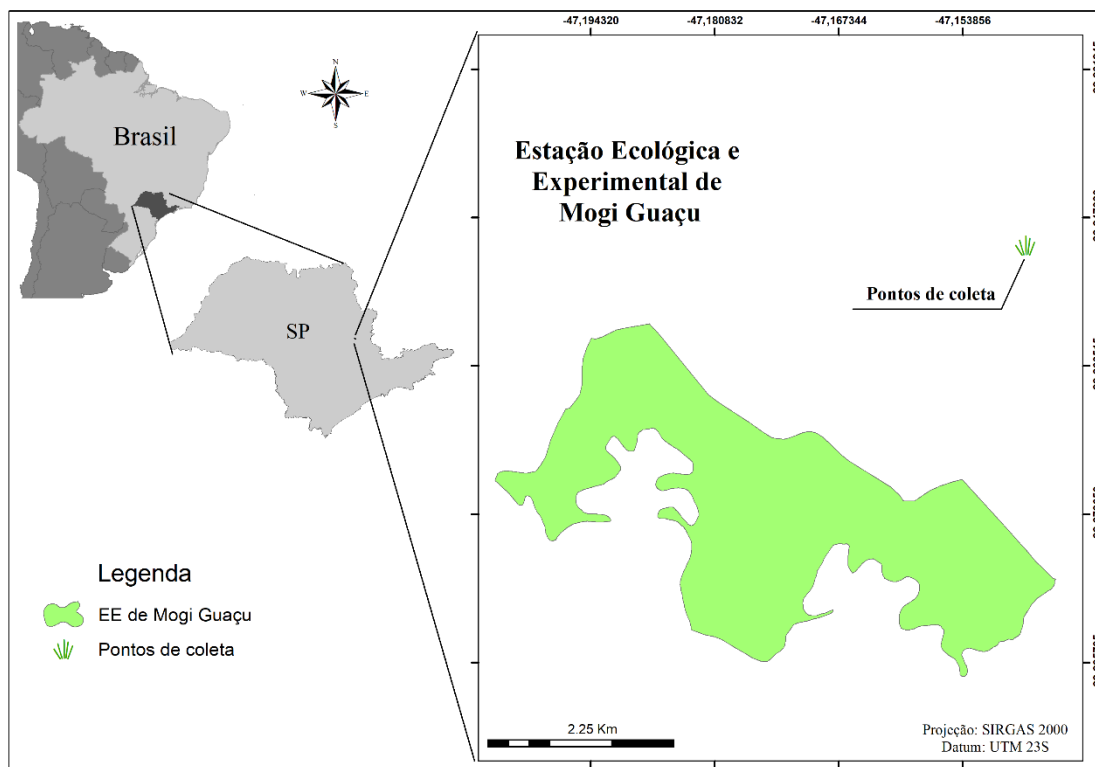 -47,194320 -47,180832 -47,167344 -47,153856
N
W E
S
Brasil
SP
Estação Ecológica e
Experimental de
Mogi Guaçu
Pontos de coleta
Legenda
EE de Mogi Guaçu
Pontos de coleta
2.25 Km
Projeção: SIRGAS 2000
Datum: UTM 23S